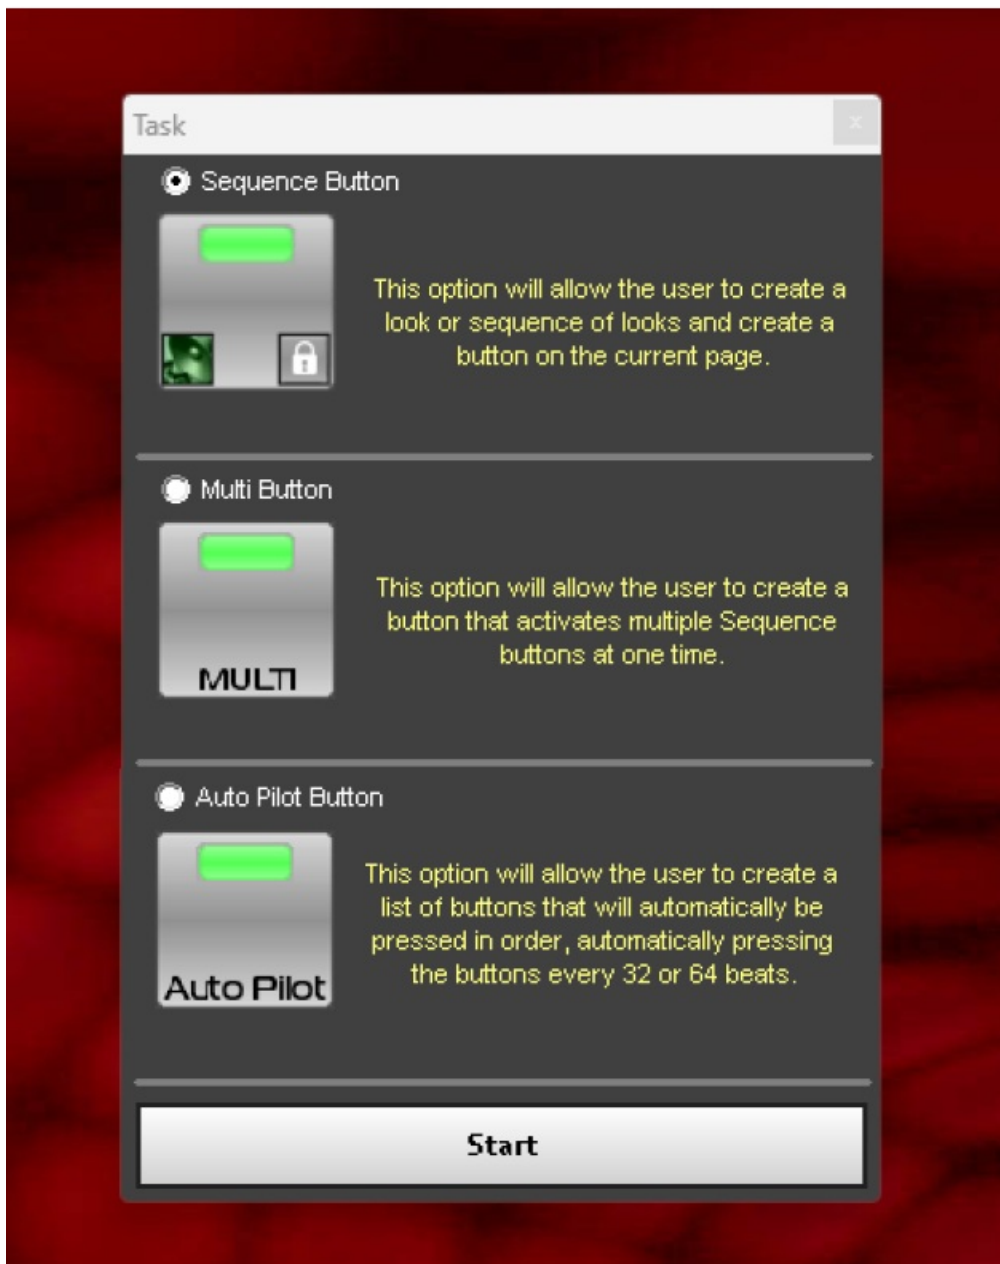 Task
x
Sequence Button
This option will allow the user to create a
look or sequence of looks and create a
button on the current page.
Multi Button
MULTI
This option will allow the user to create a
button that activates multiple Sequence
buttons at one time.
Auto Pilot Button
Auto Pilot
This option will allow the user to create a
list of buttons that will automatically be
pressed in order, automatically pressing
the buttons every 32 or 64 beats.
Start